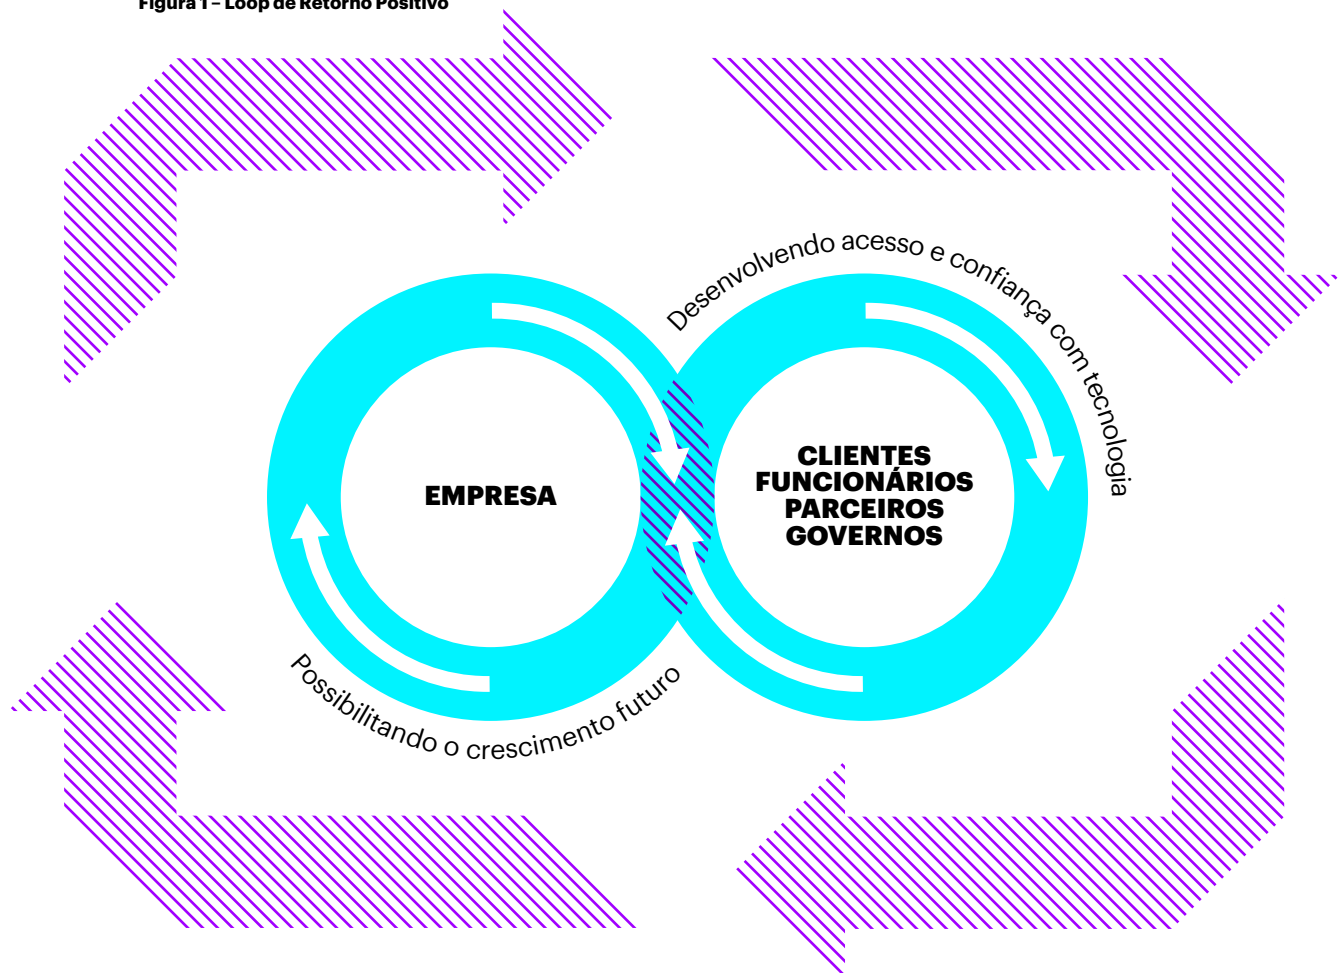 Figura 1 – Loop de Retorno Positivo
Desenvolvendo acesso e confiança com tecnologia
EMPRESA
CLIENTES
FUNCIONÁRIOS
PARCEIROS
GOVERNOS
Possibilitando o crescimento futuro